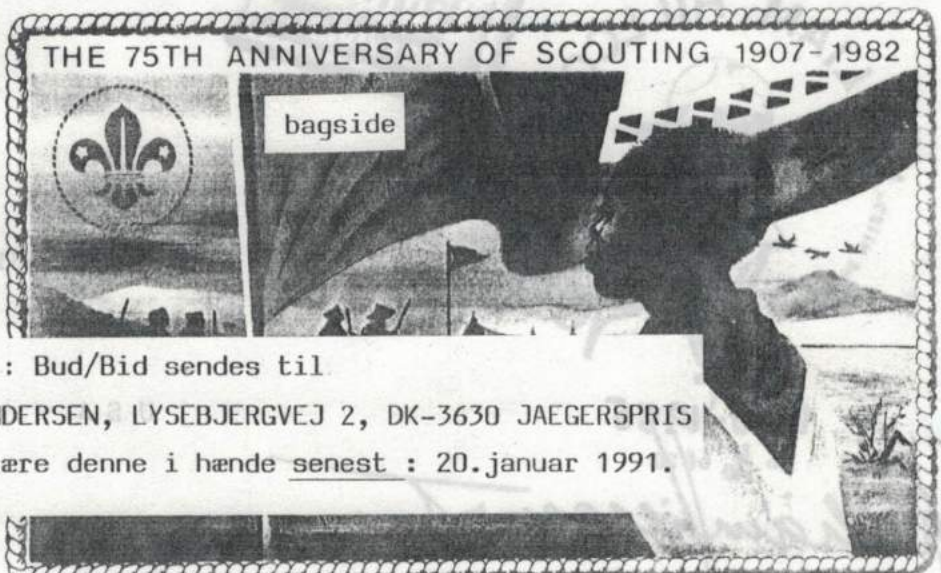 THE 75TH ANNIVERSARY OF SCOUTING 1907-1982
bagside
: Bud/Bid sendes til
DERSEN, LYSEBJERGVEJ 2, DK-3630 JAEGERSPRIS
ære denne i hænde senest : 20.januar 1991.